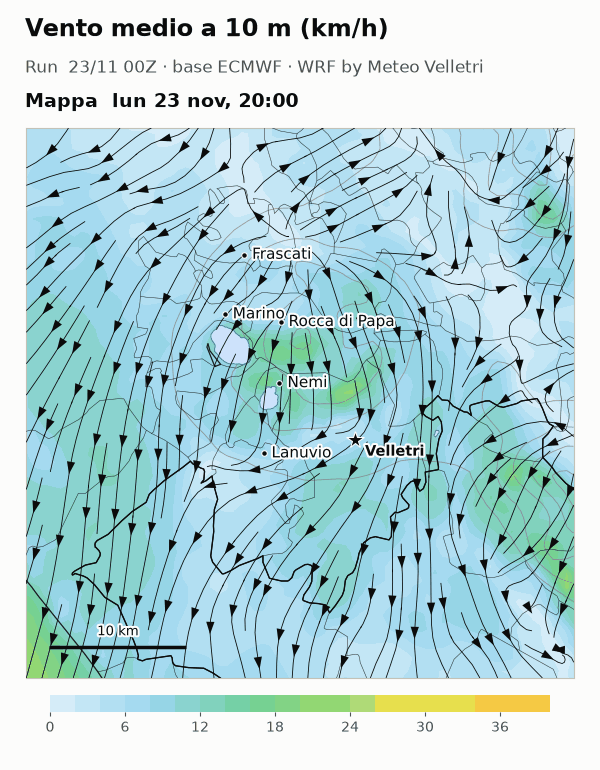 Vento medio a 10 m (km/h)
Run  23/11 00Z · base ECMWF · WRF by Meteo Velletri
Mappa  lun 23 nov, 20:00
Frascati
Marino
Rocca di Papa
Nemi
Velletri
Lanuvio
10 km
0 6 12 18 24 30 36